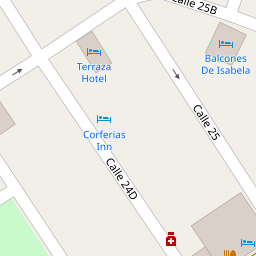 Calle 25B
Balcones
De Isabela
Terraza
Hotel
Calle 25
Corferias
Inn
Calle 24D